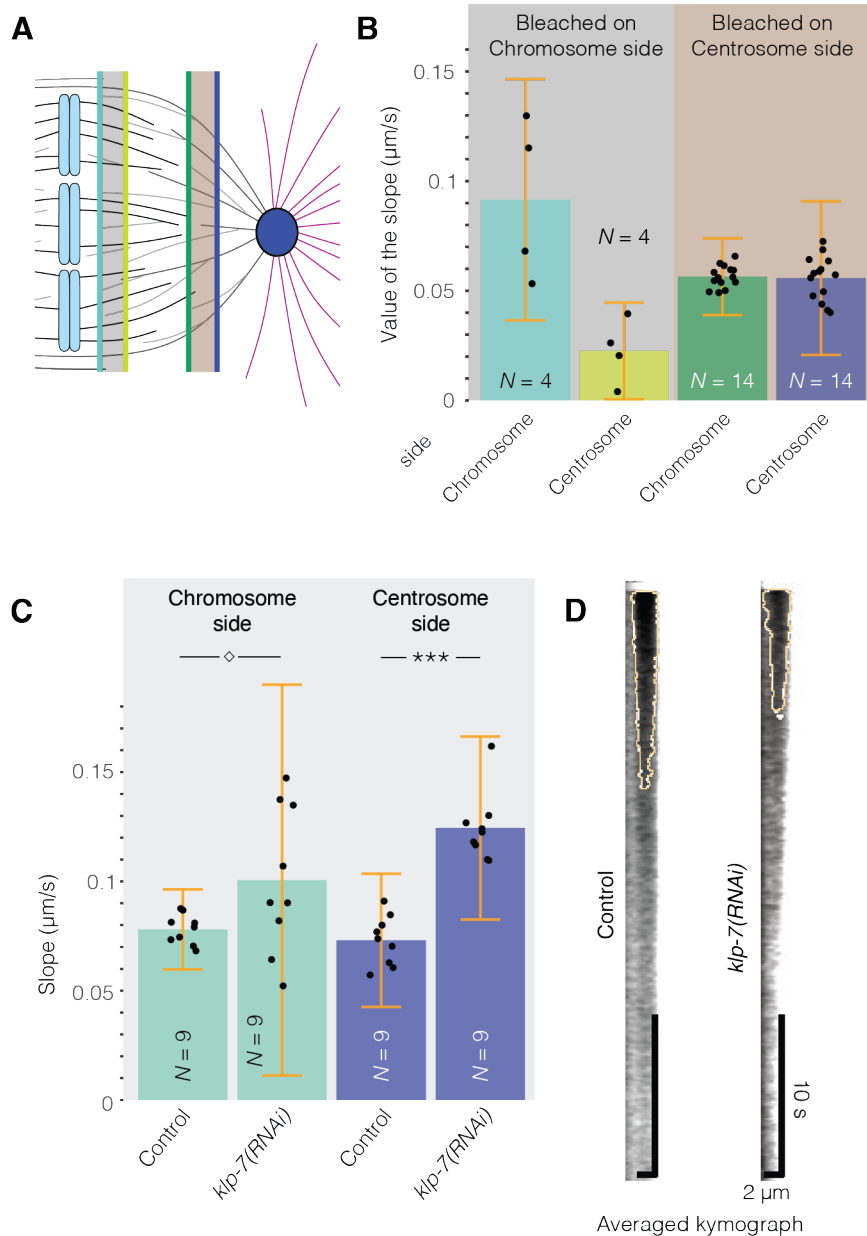 A
B
Bleached on
Chromosome side
Bleached on
Centrosome side
Value of the slope (µm/s)
0.15
0.1
0.05
0
N = 4
N = 4
N = 14
N = 14
side
Chromosome
Centrosome
Chromosome
Centrosome
C
Chromosome
side
Centrosome
side
◇
***
Slope (µm/s)
0.15
0.1
0.05
0
N = 9
N = 9
N = 9
N = 9
Control
klp-7(RNAi)
Control
klp-7(RNAi)
D
Control
klp-7(RNAi)
10 s
2 µm
Averaged kymograph